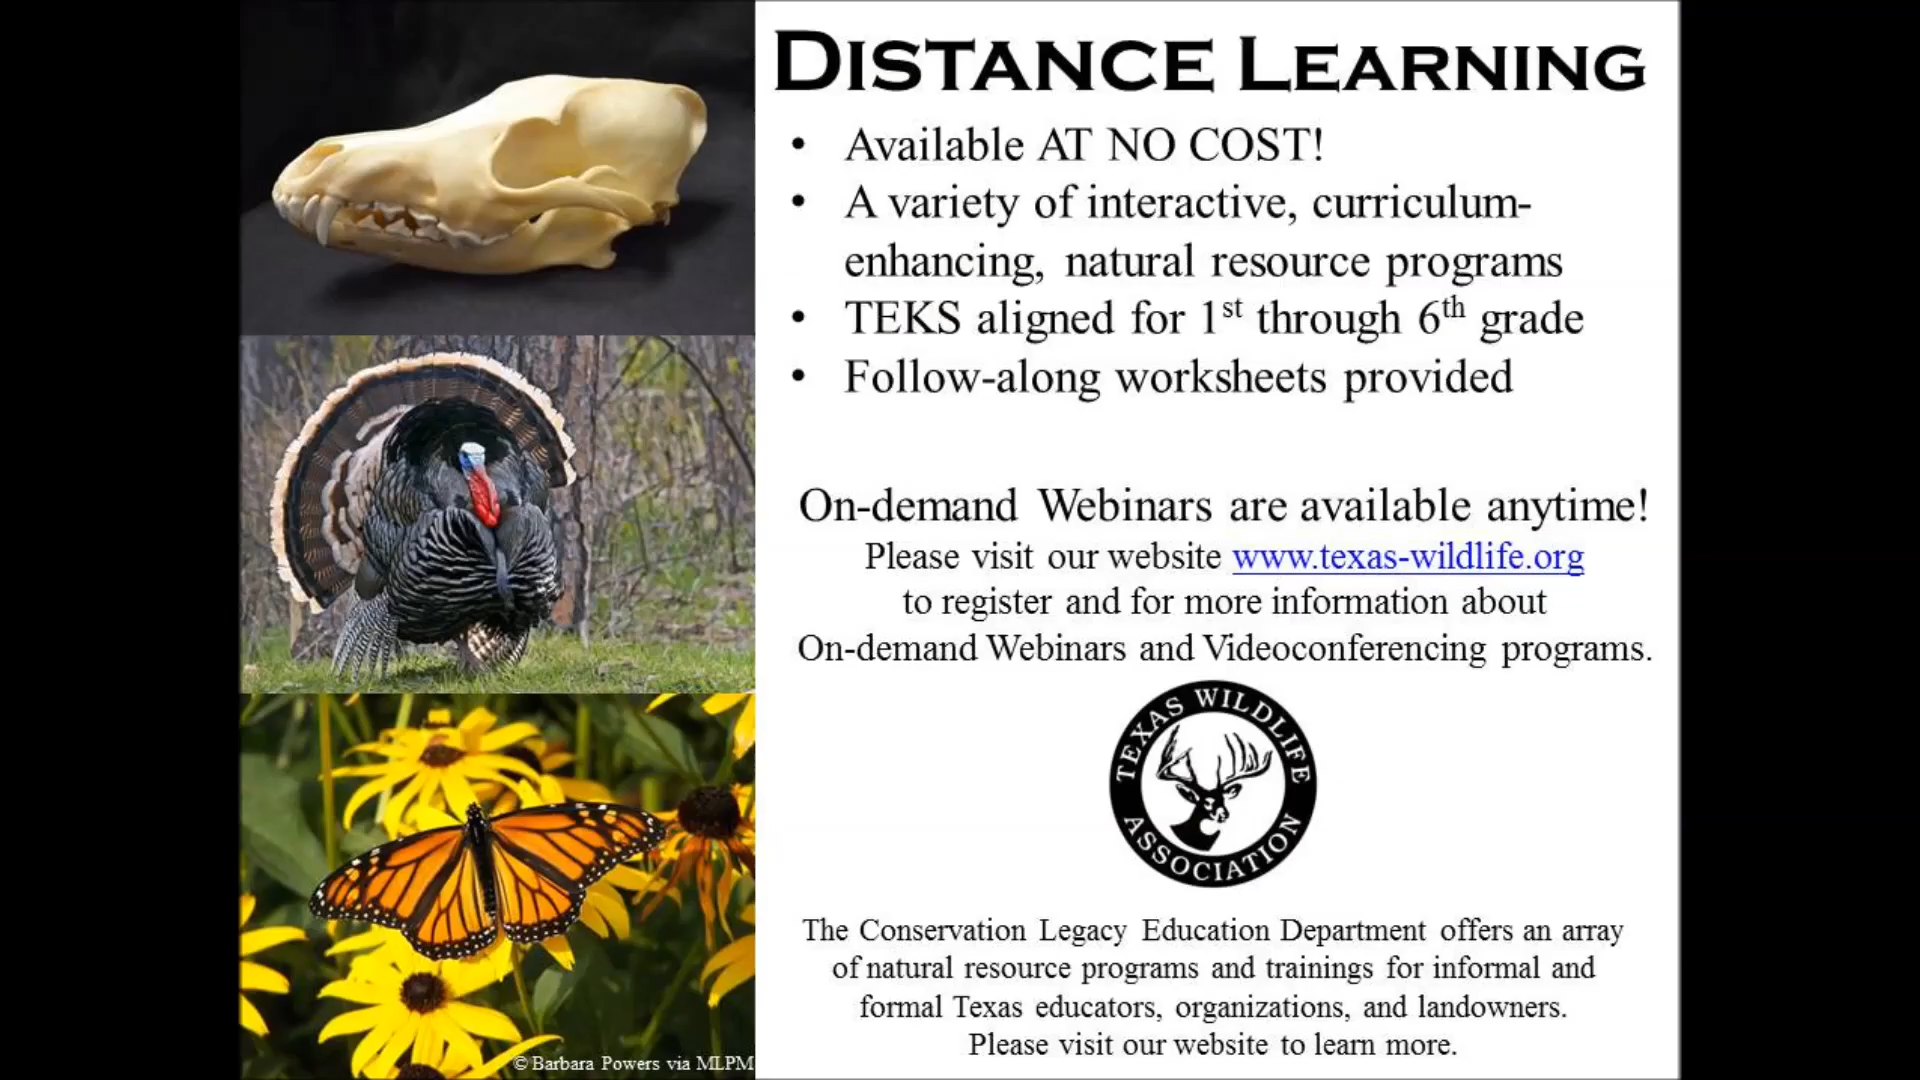 DISTANCE LEARNING
• Available AT NO COST!
• A variety of interactive, curriculum-
enhancing, natural resource programs
• TEKS aligned for 1st through 6th grade
• Follow-along worksheets provided
On-demand Webinars are available anytime!
Please visit our website www.texas-wildlife.org
to register and for more information about
On-demand Webinars and Videoconferencing programs.
TEXAS WILDLIFE
ASSOCIATION
The Conservation Legacy Education Department offers an array
of natural resource programs and trainings for informal and
formal Texas educators, organizations, and landowners.
Please visit our website to learn more.
© Barbara Powers via MLPM